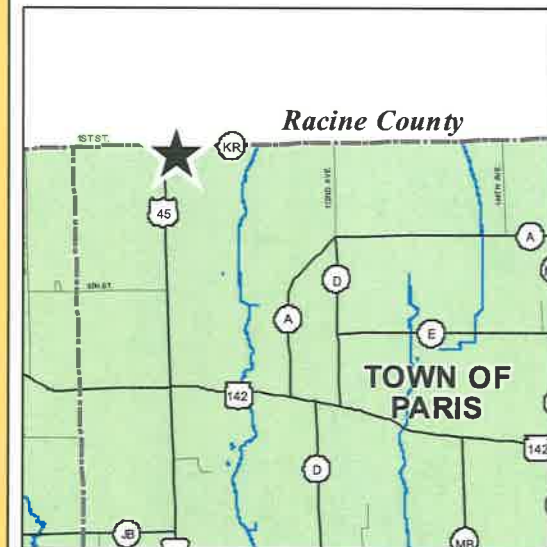 Racine County
1ST ST.
KR
45
A
D
A
E
TOWN OF
PARIS
142
142
D
JB
MB